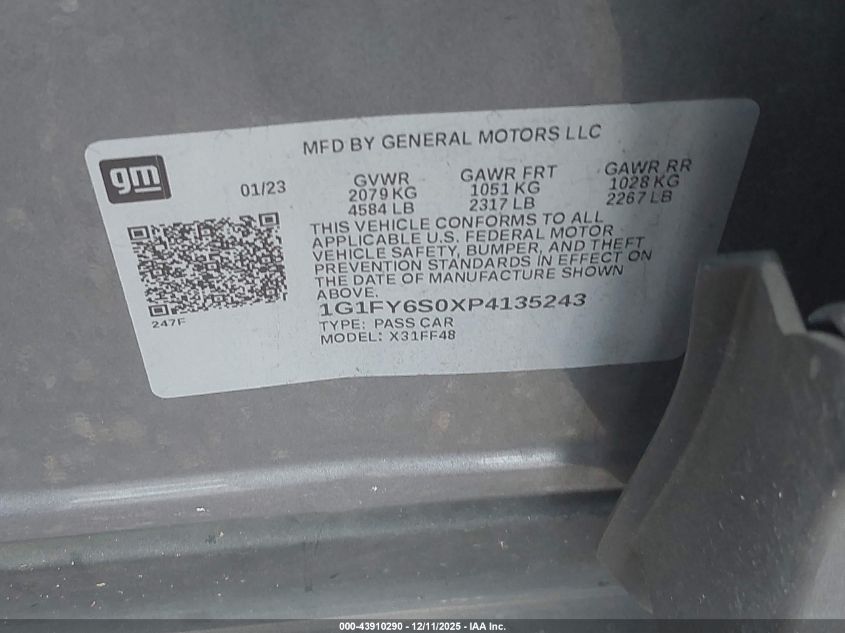 MFD BY GENERAL MOTORS LLC
gm
01/23
GVWR
2079 KG
4584 LB
GAWR FRT
1051 KG
2317 LB
GAWR RR
1028 KG
2267 LB
THIS VEHICLE CONFORMS TO ALL
APPLICABLE U.S. FEDERAL MOTOR
VEHICLE SAFETY, BUMPER, AND THEFT
PREVENTION STANDARDS IN EFFECT ON
THE DATE OF MANUFACTURE SHOWN
ABOVE.
1G1FY6S0XP4135243
TYPE: PASS CAR
MODEL: X31FF48
247F
000-43910290 - 12/11/2025 - IAA Inc.